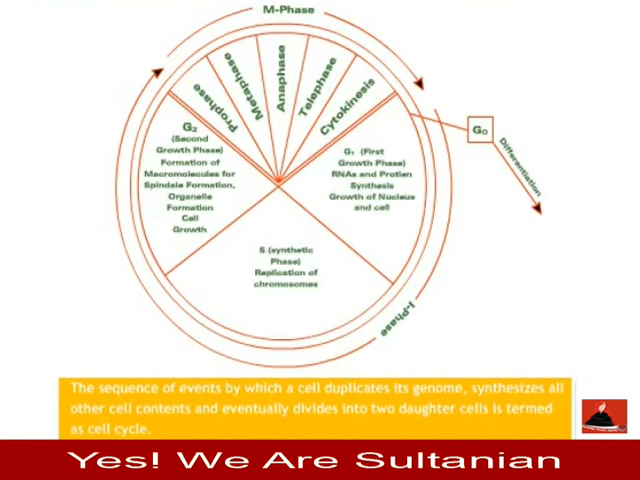 M-Phase
Prophase
Metaphase
Anaphase
Telephase
Cytokinesis
G2
(Second
Growth Phase)
Formation of
Macromolecules for
Spindale Formation,
Organelle
Formation
Cell
Growth
G1 (First
Growth Phase)
RNAs and Protien
Synthesis
Growth of Nucleus
and cell
G0
Differentiation
S (synthetic
Phase)
Replication of
chromosomes
I-Phase
The sequence of events by which a cell duplicates its genome, synthesizes all
other cell contents and eventually divides into two daughter cells is termed
as cell cycle.
Yes! We Are Sultanian